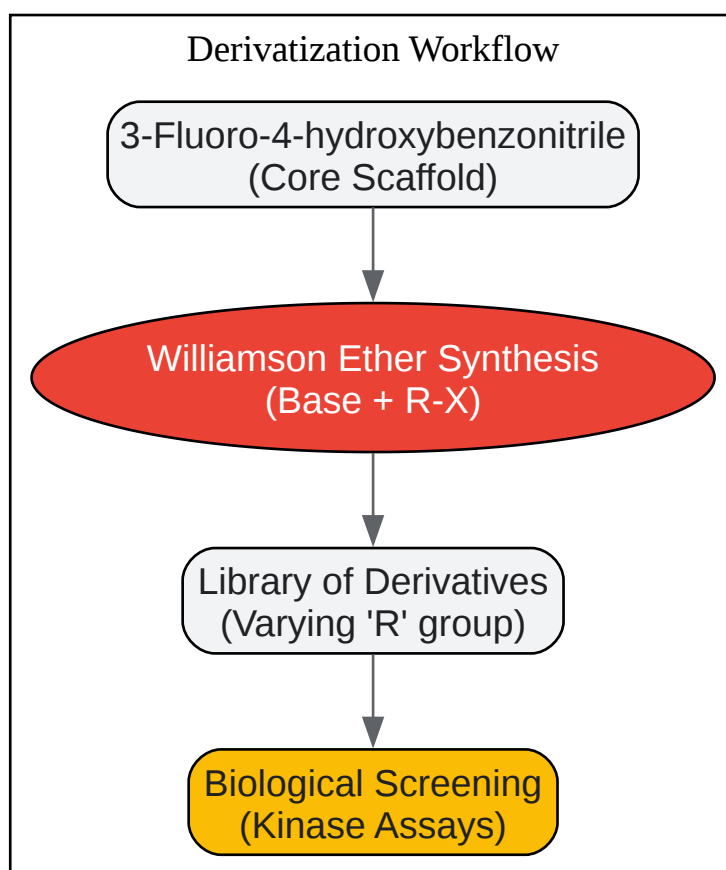 Derivatization Workflow
3-Fluoro-4-hydroxybenzonitrile
(Core Scaffold)
Williamson Ether Synthesis
(Base + R-X)
Library of Derivatives
(Varying 'R' group)
Biological Screening
(Kinase Assays)